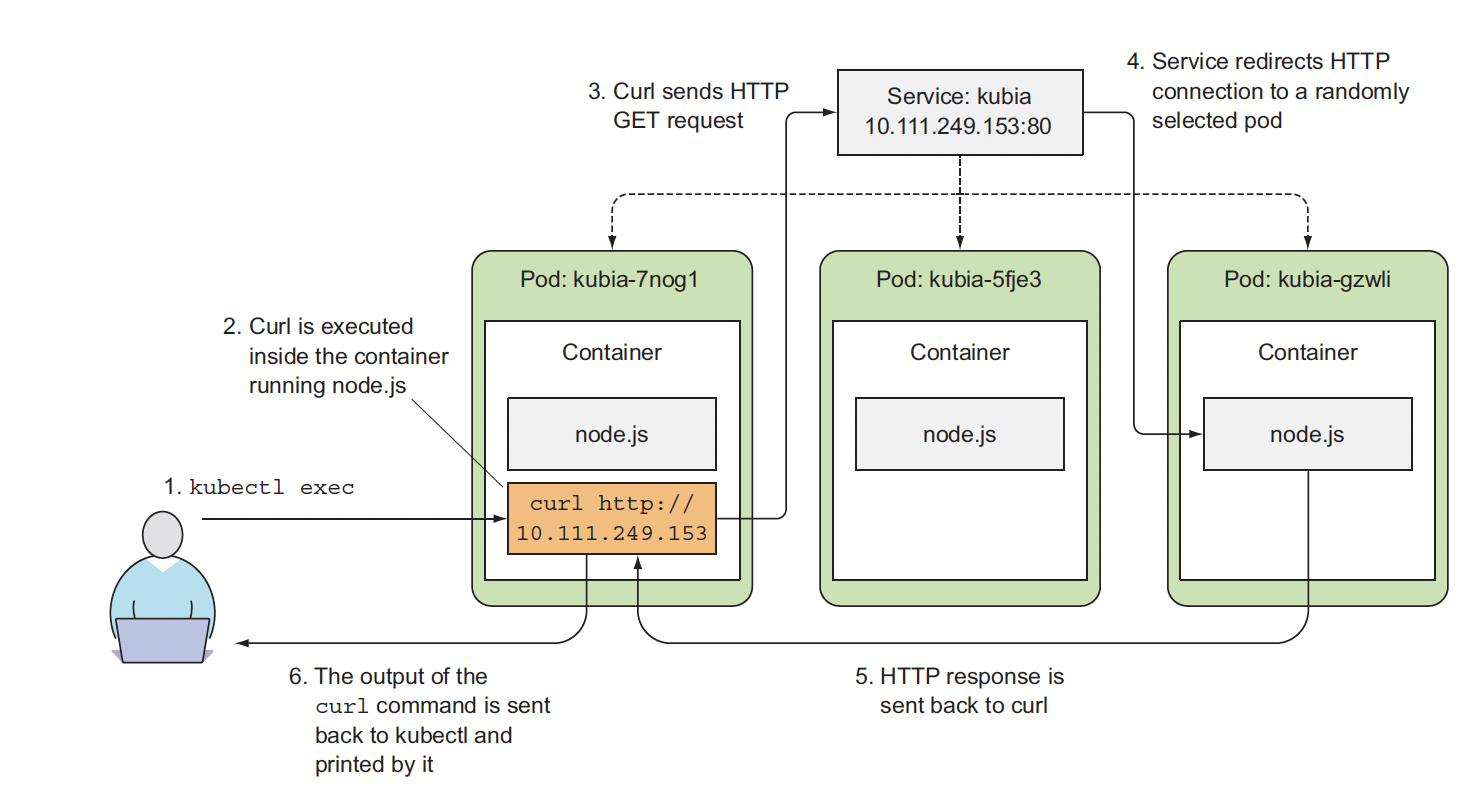 3. Curl sends HTTP
GET request
Service: kubia
10.111.249.153:80
4. Service redirects HTTP
connection to a randomly
selected pod
Pod: kubia-7nog1
Pod: kubia-5fje3
Pod: kubia-gzwli
2. Curl is executed
inside the container
running node.js
Container
Container
Container
node.js
node.js
node.js
1. kubectl exec
curl http://
10.111.249.153
6. The output of the
curl command is sent
back to kubectl and
printed by it
5. HTTP response is
sent back to curl